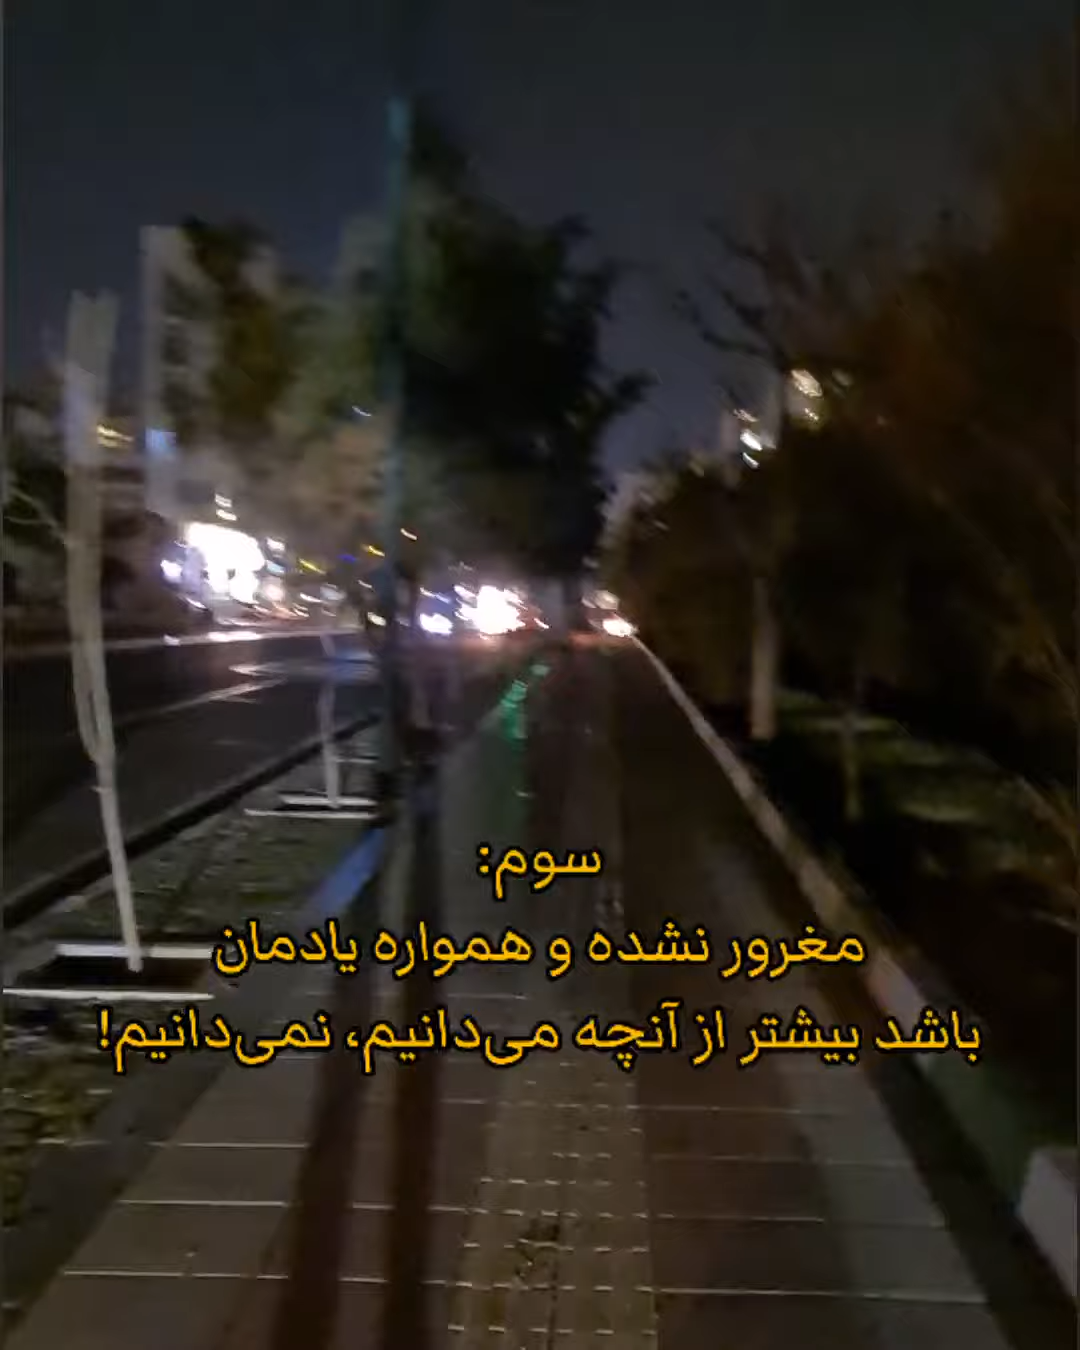 سوم:
مغرور نشده و همواره یادمان
باشد بیشتر از آنچه می‌دانیم، نمی‌دانیم!